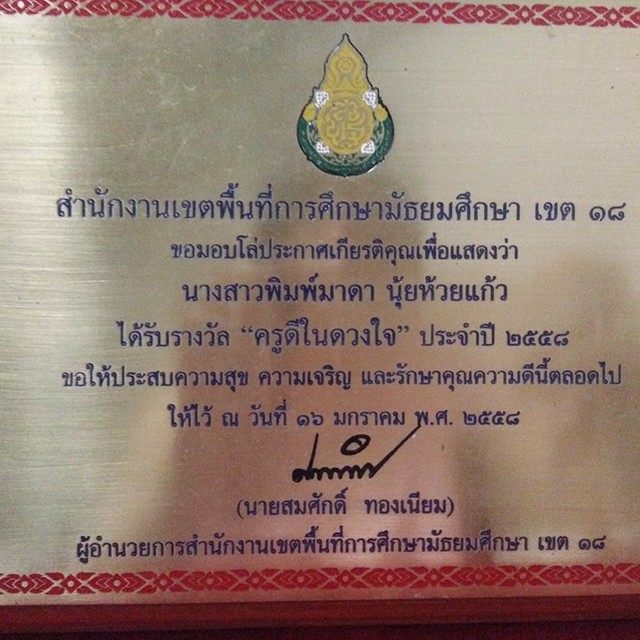 สำนักงานเขตพื้นที่การศึกษามัธยมศึกษา เขต ๑๘
ขอมอบโล่ประกาศเกียรติคุณเพื่อแสดงว่า
นางสาวพิมพ์มาดา นุ้ยห้วยแก้ว
ได้รับรางวัล “ครูดีในดวงใจ” ประจำปี ๒๕๕๘
ขอให้ประสบความสุข ความเจริญ และรักษาคุณความดีนี้ตลอดไป
ให้ไว้ ณ วันที่ ๑๖ มกราคม พ.ศ. ๒๕๕๘
(นายสมศักดิ์ ทองเนียม)
ผู้อำนวยการสำนักงานเขตพื้นที่การศึกษามัธยมศึกษา เขต ๑๘